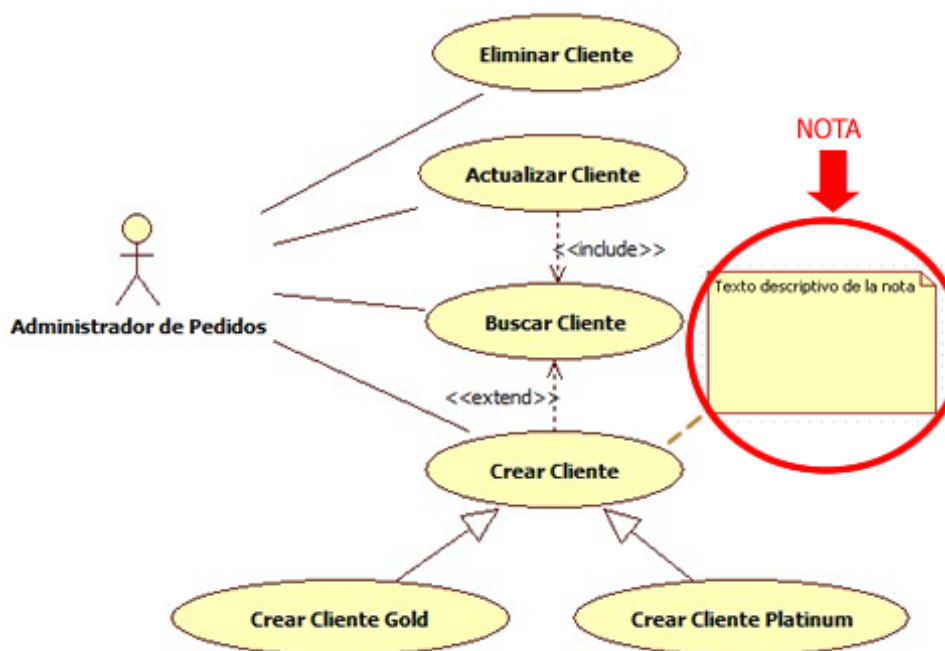 Eliminar Cliente
NOTA
Actualizar Cliente
<<include>>
Texto descriptivo de la nota
Administrador de Pedidos
Buscar Cliente
<<extend>>
Crear Cliente
Crear Cliente Gold
Crear Cliente Platinum